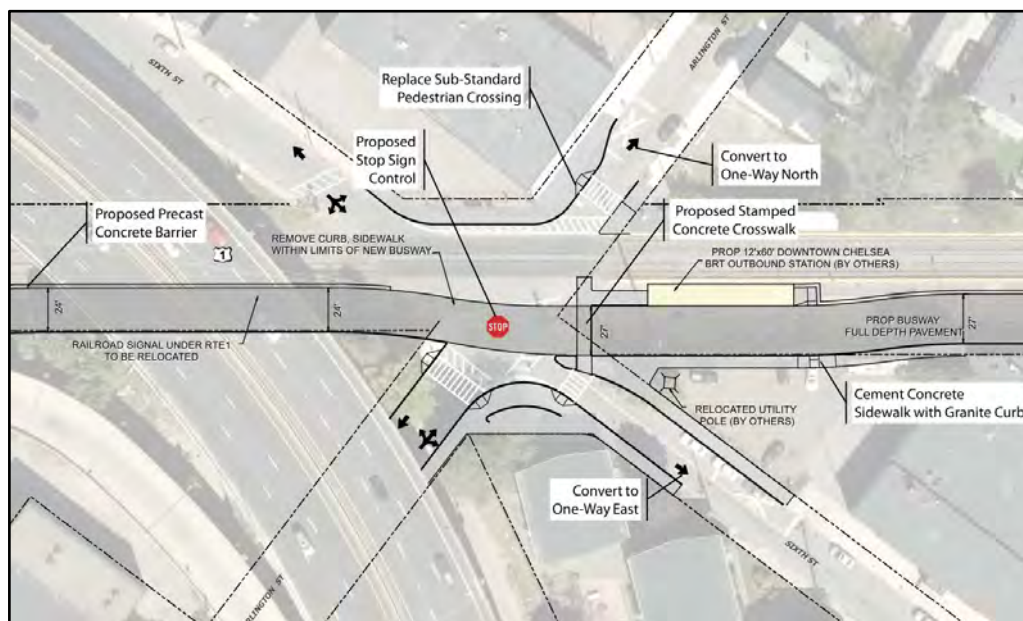 SIXTH ST
ARLINGTON ST
Replace Sub-Standard
Pedestrian Crossing
Proposed
Stop Sign
Control
Convert to
One-Way North
Proposed Precast
Concrete Barrier
1
REMOVE CURB, SIDEWALK
WITHIN LIMITS OF NEW BUSWAY
Proposed Stamped
Concrete Crosswalk
PROP 12'x60' DOWNTOWN CHELSEA
BRT OUTBOUND STATION (BY OTHERS)
24'
24'
STOP
27'
PROP BUSWAY
FULL DEPTH PAVEMENT
27'
RAILROAD SIGNAL UNDER RTE1
TO BE RELOCATED
RELOCATED UTILITY
POLE (BY OTHERS)
Cement Concrete
Sidewalk with Granite Curb
Convert to
One-Way East
SIXTH ST
ARLINGTON ST